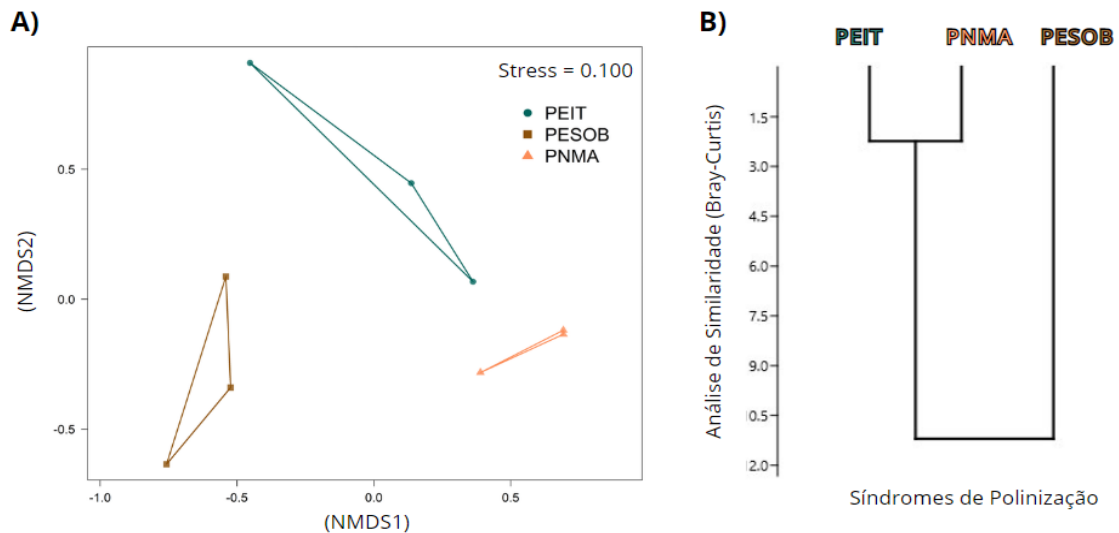 A)
Stress = 0.100
PEIT
PESOB
PNMA
0.5
0.0
-0.5
-1.0 -0.5 0.0 0.5
(NMDS1)
(NMDS2)
B)
PEIT PNMA PESOB
1.5
3.0
4.5
6.0
7.5
9.0
10.5
12.0
Análise de Similaridade (Bray-Curtis)
Síndromes de Polinização